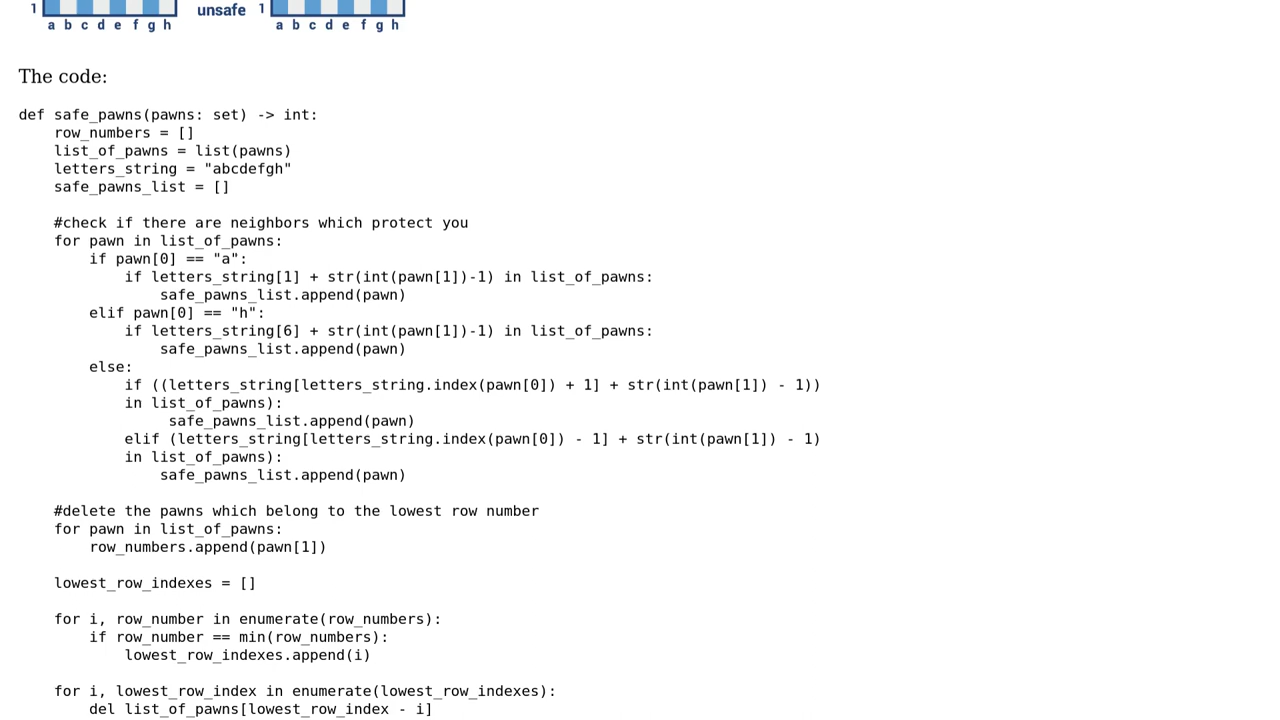 1 unsafe 1
a b c d e f g h a b c d e f g h
The code:
def safe_pawns(pawns: set) -> int:
    row_numbers = []
    list_of_pawns = list(pawns)
    letters_string = "abcdefgh"
    safe_pawns_list = []

    #check if there are neighbors which protect you
    for pawn in list_of_pawns:
        if pawn[0] == "a":
            if letters_string[1] + str(int(pawn[1])-1) in list_of_pawns:
                safe_pawns_list.append(pawn)
        elif pawn[0] == "h":
            if letters_string[6] + str(int(pawn[1])-1) in list_of_pawns:
                safe_pawns_list.append(pawn)
        else:
            if ((letters_string[letters_string.index(pawn[0]) + 1] + str(int(pawn[1]) - 1))
            in list_of_pawns):
                 safe_pawns_list.append(pawn)
            elif (letters_string[letters_string.index(pawn[0]) - 1] + str(int(pawn[1]) - 1)
            in list_of_pawns):
                safe_pawns_list.append(pawn)

    #delete the pawns which belong to the lowest row number
    for pawn in list_of_pawns:
        row_numbers.append(pawn[1])

    lowest_row_indexes = []

    for i, row_number in enumerate(row_numbers):
        if row_number == min(row_numbers):
            lowest_row_indexes.append(i)

    for i, lowest_row_index in enumerate(lowest_row_indexes):
        del list_of_pawns[lowest_row_index - i]